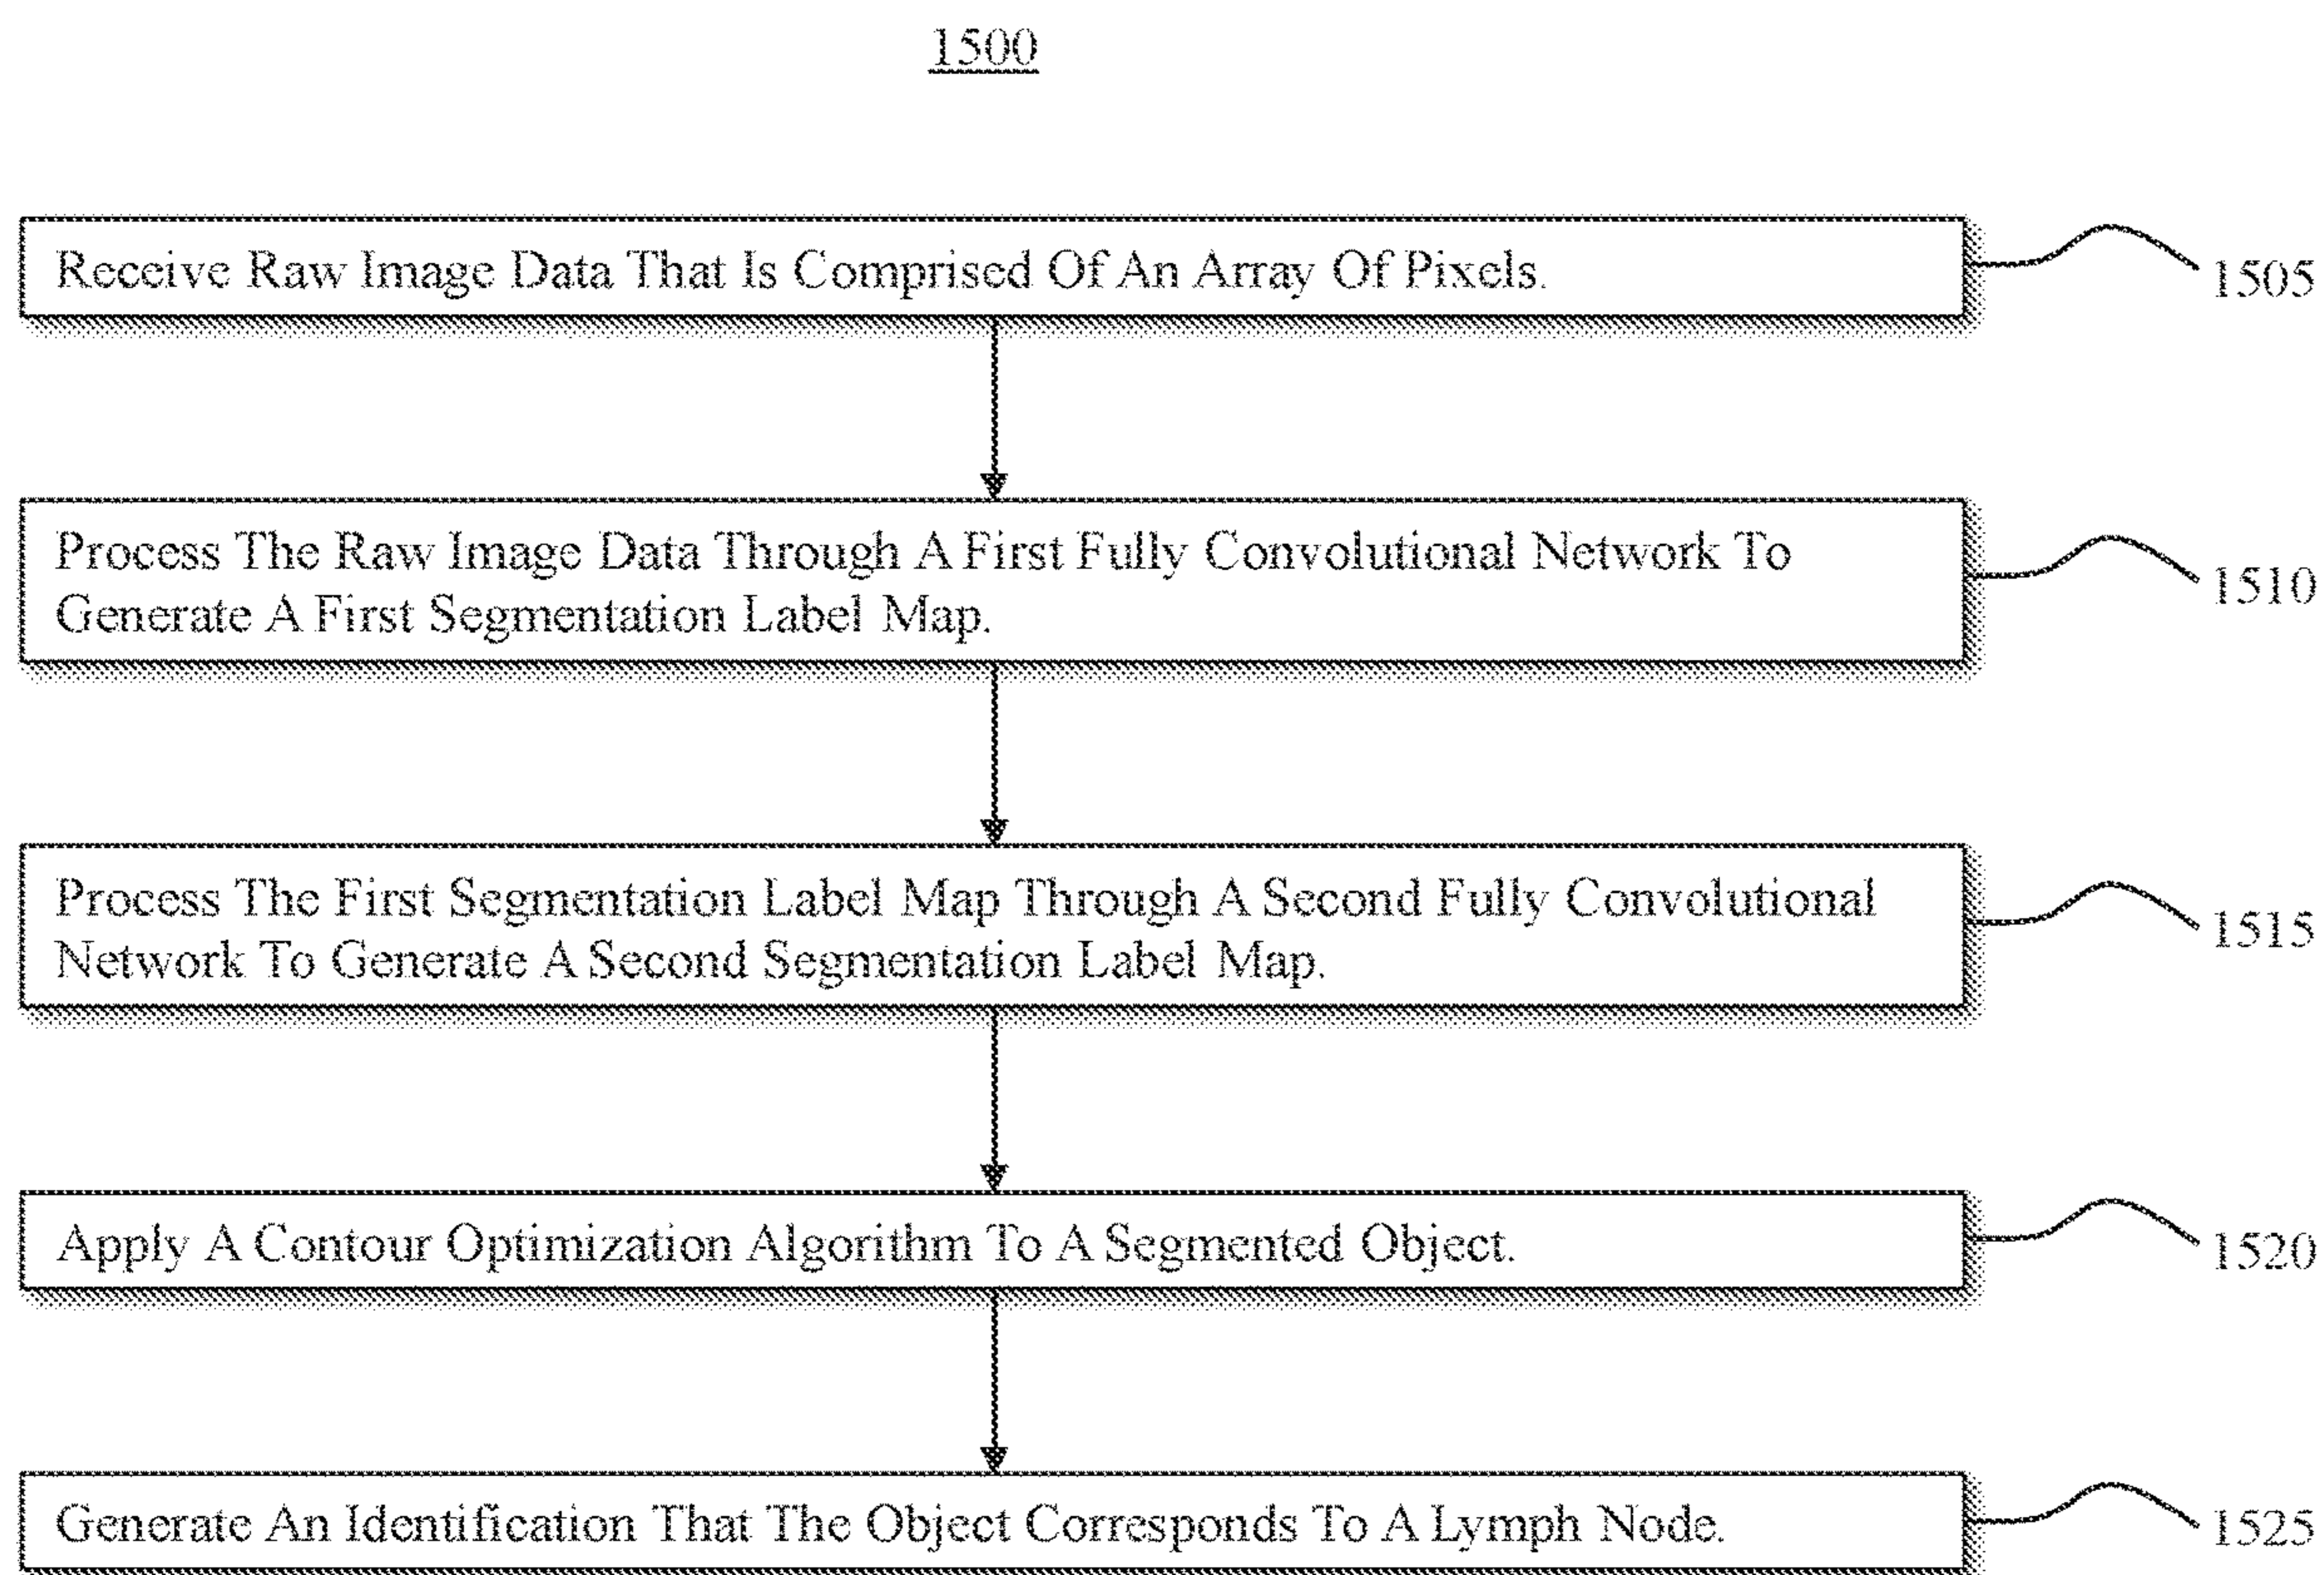 1500
Receive Raw Image Data That Is Comprised Of An Array Of Pixels.
1505
Process The Raw Image Data Through A First Fully Convolutional Network To
Generate A First Segmentation Label Map.
1510
Process The First Segmentation Label Map Through A Second Fully Convolutional
Network To Generate A Second Segmentation Label Map.
1515
Apply A Contour Optimization Algorithm To A Segmented Object.
1520
Generate An Identification That The Object Corresponds To A Lymph Node.
1525